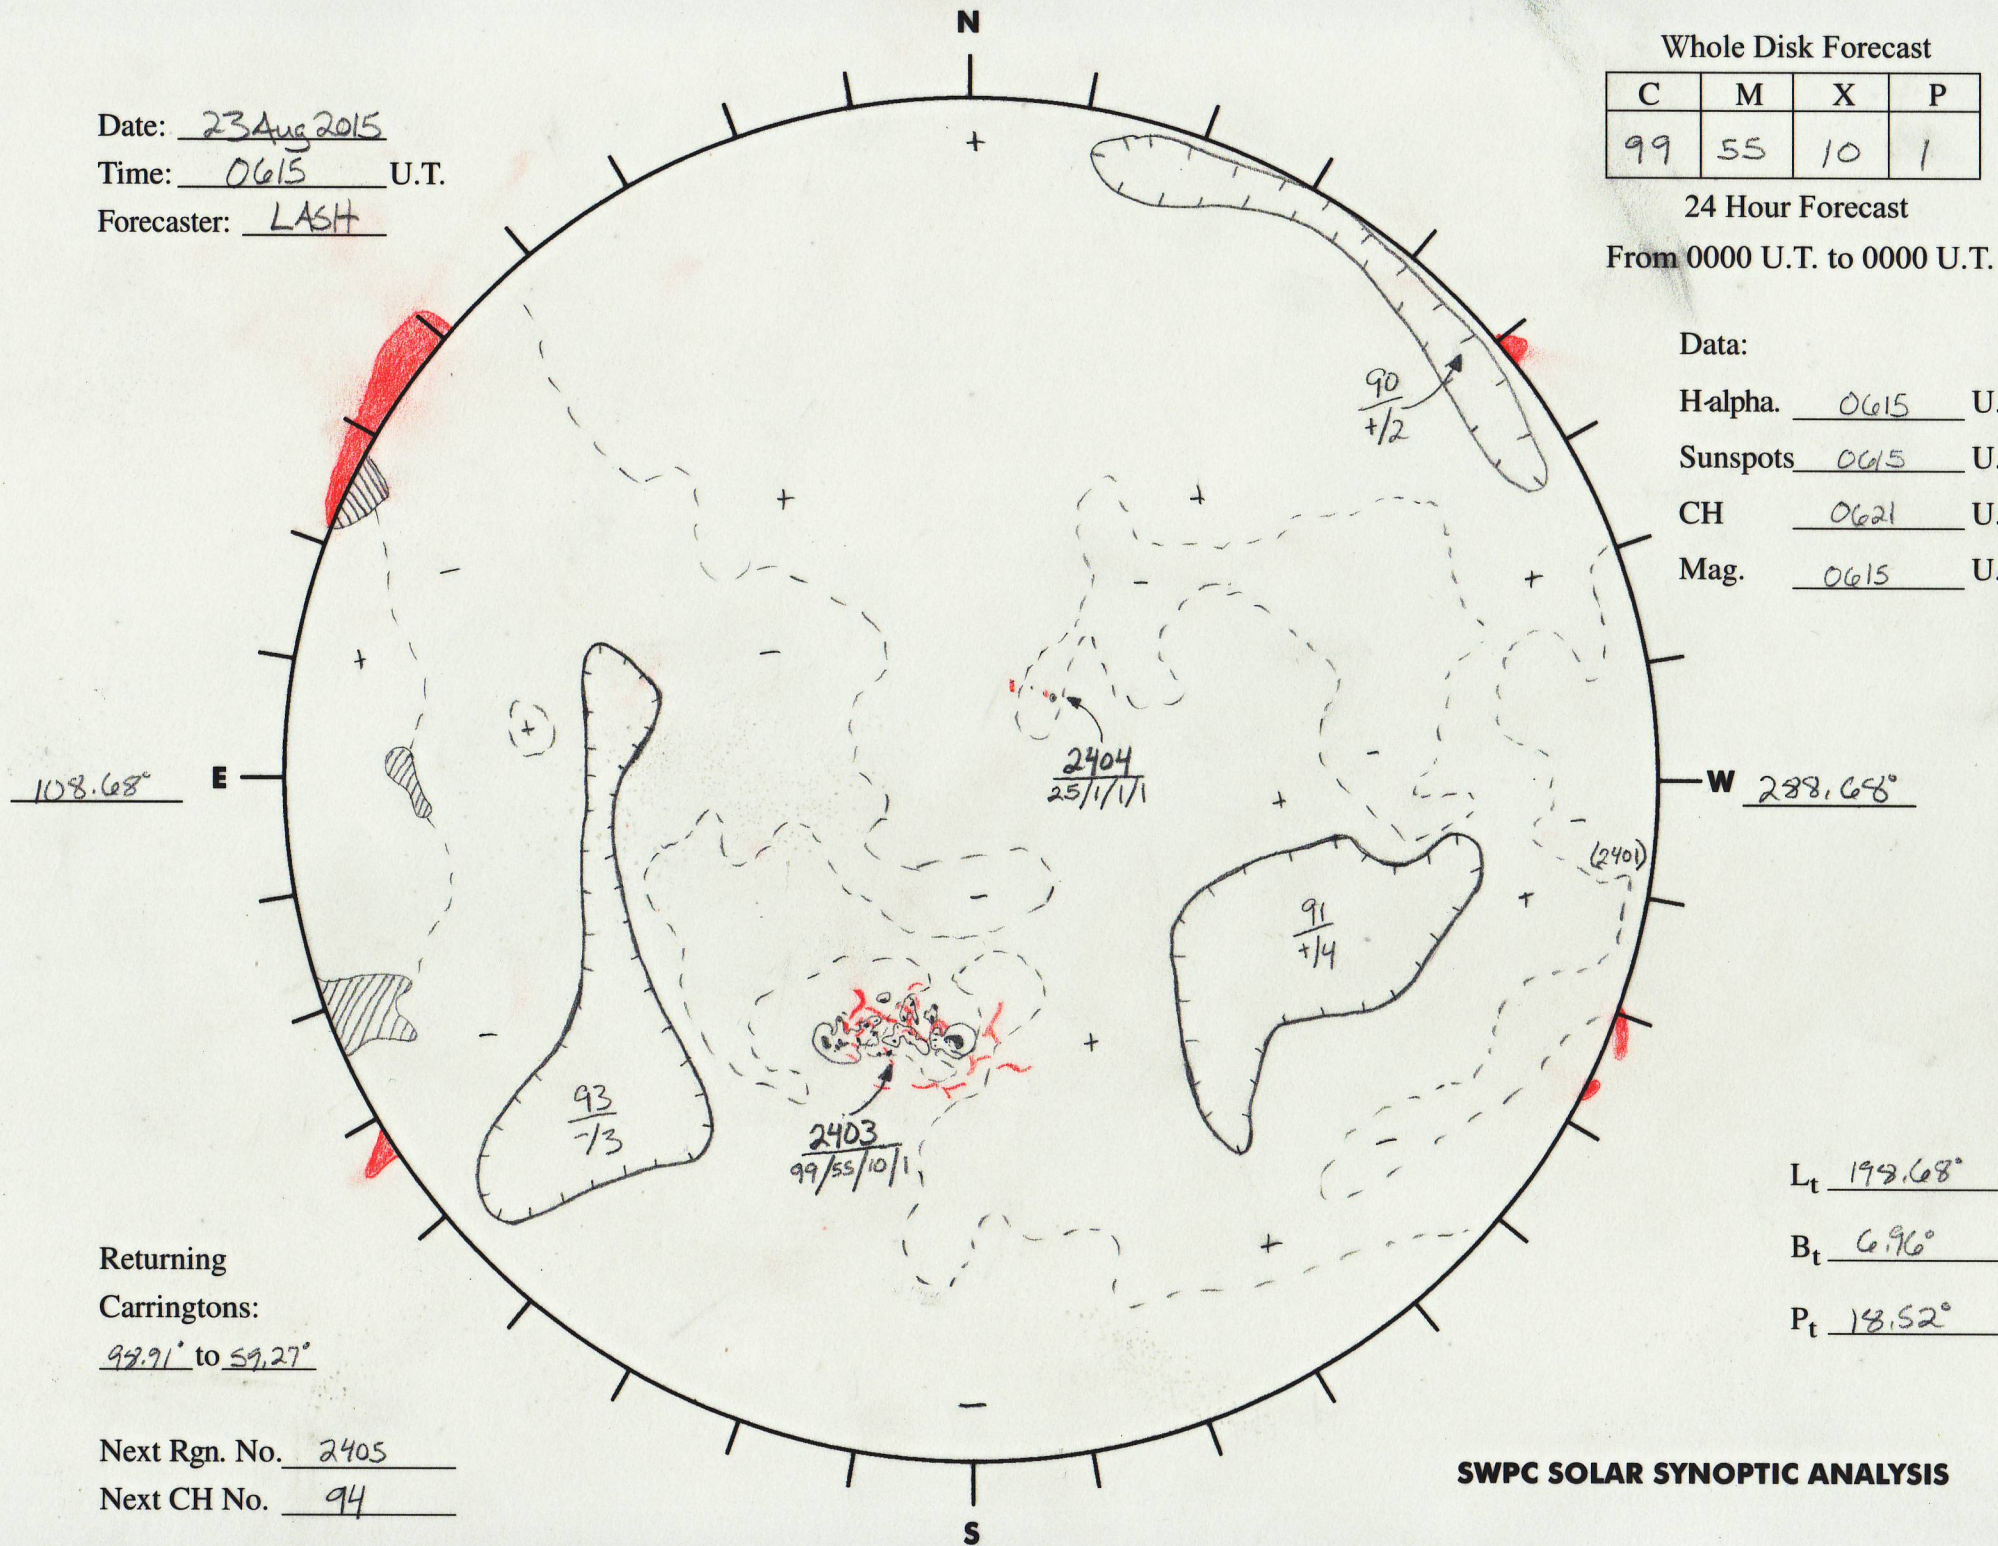 N
Whole Disk Forecast
C M X P
99 55 10 1
24 Hour Forecast
From 0000 U.T. to 0000 U.T.
Date: 23 Aug 2015
Time: 0615 U.T.
Forecaster: LASH
Data:
H-alpha. 0615 U.
Sunspots 0615 U.
CH 0621 U.
Mag. 0615 U.
+
90
+/2
+
+
-
-
+
+
-
+
2404
25/1/1/1
-
+
108.68° E
W 288.68°
-
(2401)
+
-
91
+/4
-
+
93
-/3
2403
99/55/10/1
-
+
Lt 198.68°
Bt 6.96°
Pt 18.52°
Returning
Carringtons:
98.91° to 59.27°
-
Next Rgn. No. 2405
Next CH No. 94
SWPC SOLAR SYNOPTIC ANALYSIS
S